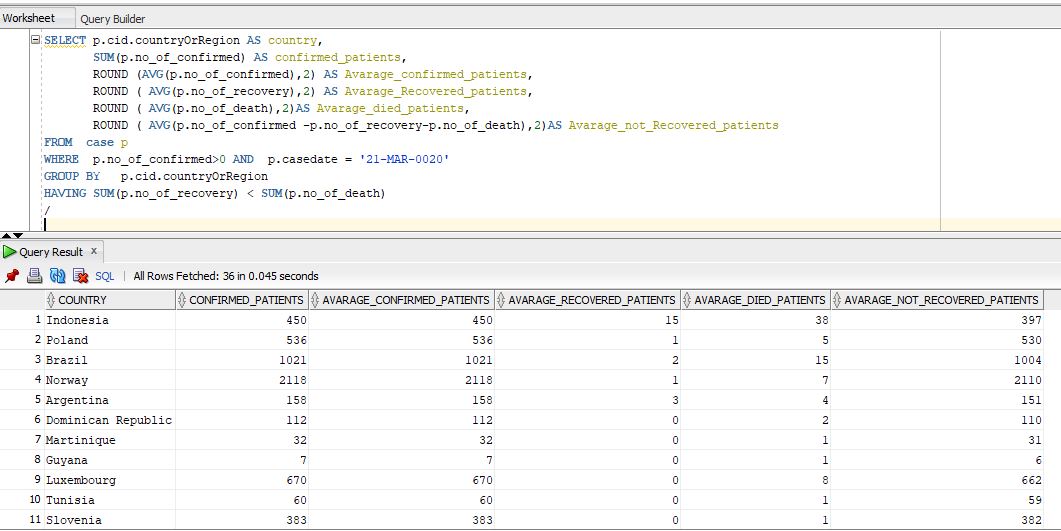 Worksheet Query Builder
SELECT p.cid.countryOrRegion AS country,
SUM(p.no_of_confirmed) AS confirmed_patients,
ROUND (AVG(p.no_of_confirmed),2) AS Avarage_confirmed_patients,
ROUND ( AVG(p.no_of_recovery),2) AS Avarage_Recovered_patients,
ROUND ( AVG(p.no_of_death),2)AS Avarage_died_patients,
ROUND ( AVG(p.no_of_confirmed -p.no_of_recovery-p.no_of_death),2)AS Avarage_not_Recovered_patients
FROM case p
WHERE p.no_of_confirmed>0 AND p.casedate = '21-MAR-0020'
GROUP BY p.cid.countryOrRegion
HAVING SUM(p.no_of_recovery) < SUM(p.no_of_death)
/
Query Result x
SQL | All Rows Fetched: 36 in 0.045 seconds
COUNTRY CONFIRMED_PATIENTS AVARAGE_CONFIRMED_PATIENTS AVARAGE_RECOVERED_PATIENTS AVARAGE_DIED_PATIENTS AVARAGE_NOT_RECOVERED_PATIENTS
1 Indonesia 450 450 15 38 397
2 Poland 536 536 1 5 530
3 Brazil 1021 1021 2 15 1004
4 Norway 2118 2118 1 7 2110
5 Argentina 158 158 3 4 151
6 Dominican Republic 112 112 0 2 110
7 Martinique 32 32 0 1 31
8 Guyana 7 7 0 1 6
9 Luxembourg 670 670 0 8 662
10 Tunisia 60 60 0 1 59
11 Slovenia 383 383 0 1 382